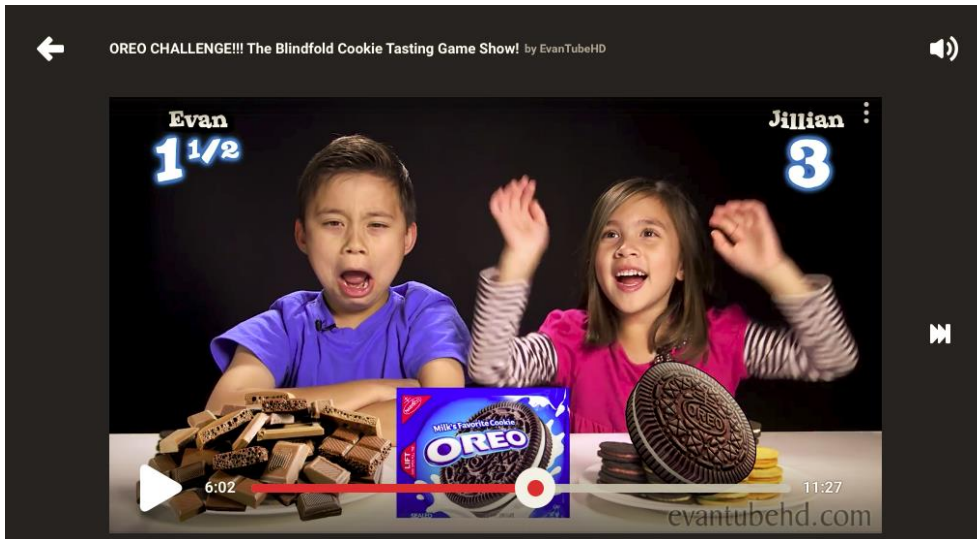 OREO CHALLENGE!!! The Blindfold Cookie Tasting Game Show! by EvanTubeHD
Evan
1 1/2
Jillian
3
Milk's Favorite Cookie
OREO
LIFT
OREO
6:02
11:27
evantubehd.com